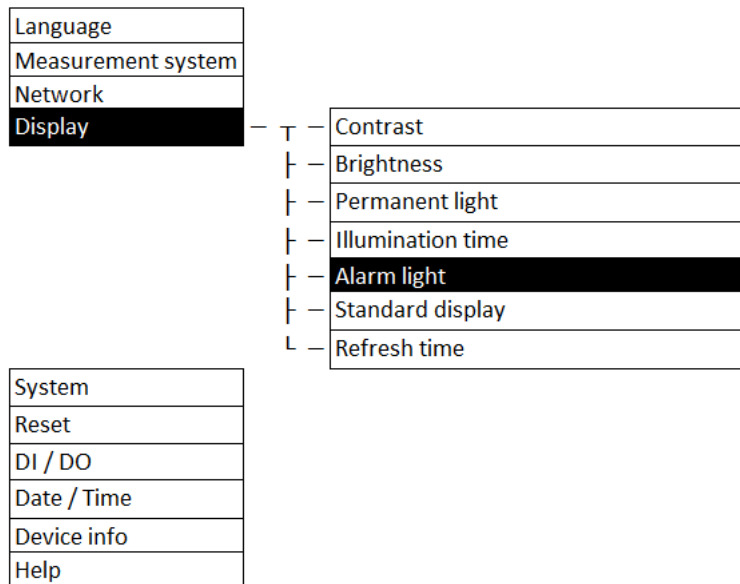 Language
Measurement system
Network
Display
Contrast
Brightness
Permanent light
Illumination time
Alarm light
Standard display
Refresh time
System
Reset
DI / DO
Date / Time
Device info
Help